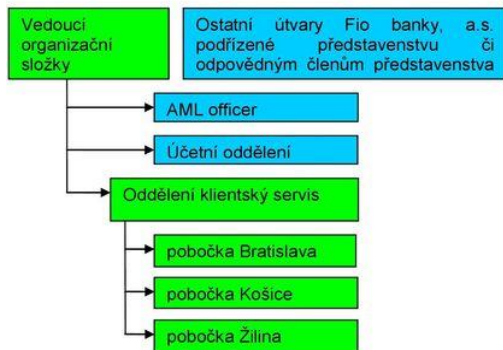 Vedoucí
organizační
složky
Ostatní útvary Fio banky, a.s.
podřízené představenstvu či
odpovědným členům představenstva
AML officer
Účetní oddělení
Oddělení klientský servis
pobočka Bratislava
pobočka Košice
pobočka Žilina